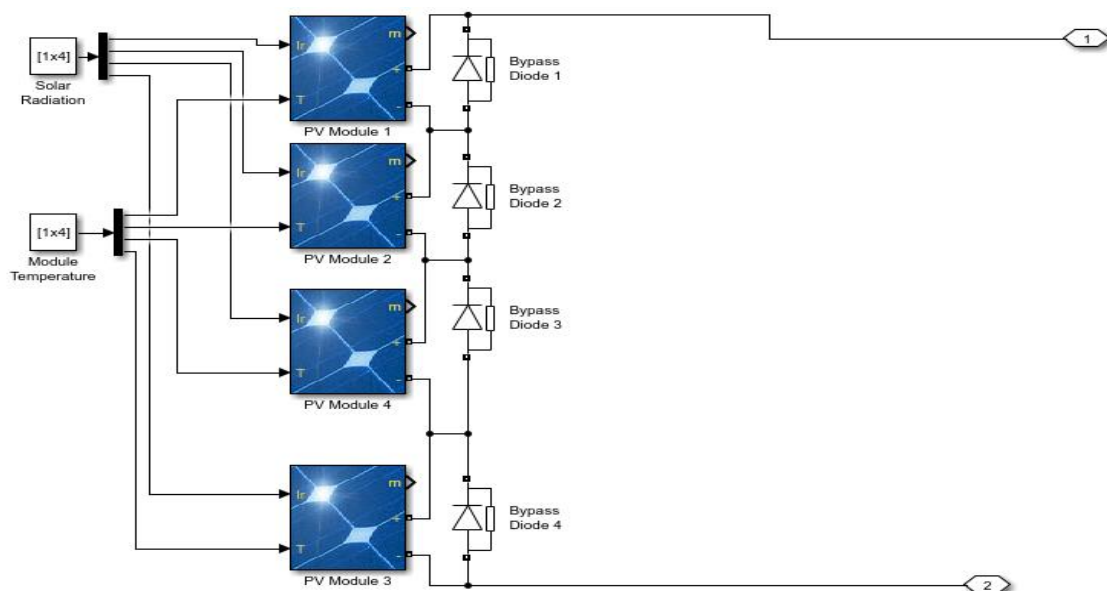 [1x4]
Solar
Radiation
Ir
T
m
+
-
PV Module 1
Bypass
Diode 1
1
Ir
T
m
+
-
PV Module 2
Bypass
Diode 2
[1x4]
Module
Temperature
Ir
T
m
+
-
PV Module 4
Bypass
Diode 3
Ir
T
m
+
-
PV Module 3
Bypass
Diode 4
2